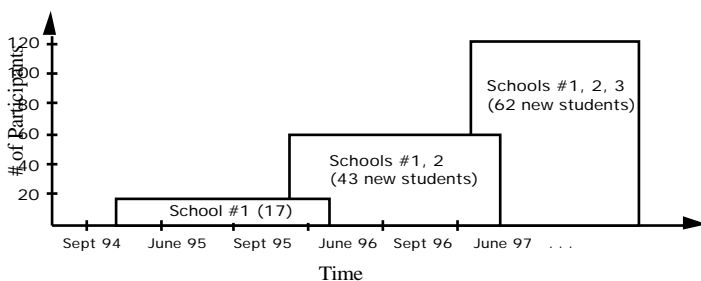 # of Participants
120
100
80
60
40
20
Schools #1, 2, 3
(62 new students)
Schools #1, 2
(43 new students)
School #1 (17)
Sept 94 June 95 Sept 95 June 96 Sept 96 June 97 . . .
Time